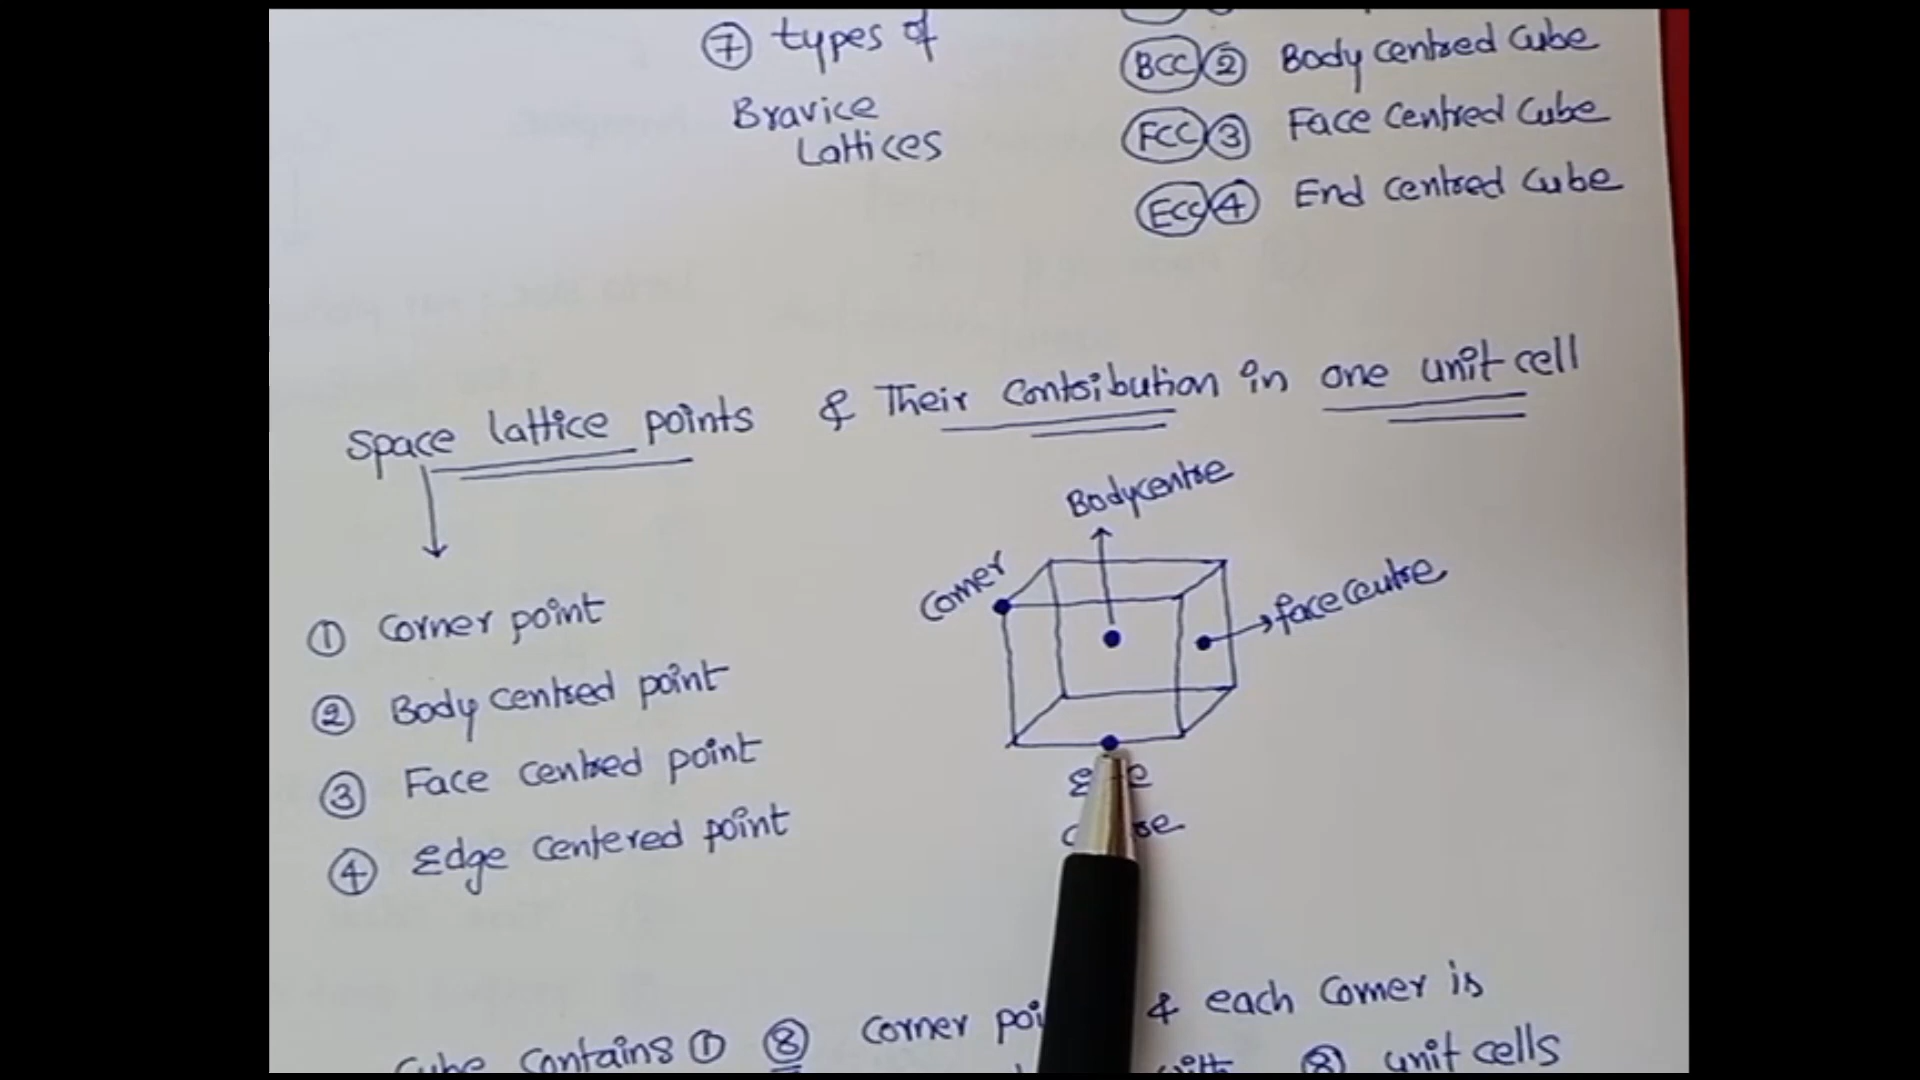 ⑦ types of
Bravice
Lattices
BCC ② Body Centred Cube
FCC ③ Face Centred Cube
ECC ④ End Centred Cube
Space lattice points & Their Contribution in one unit cell
① Corner point
② Body centred point
③ Face centred point
④ Edge centered point
Bodycentre
Corner
face centre
Cube Contains ① ⑧ Corner & each Corner is
⑧ unit cells